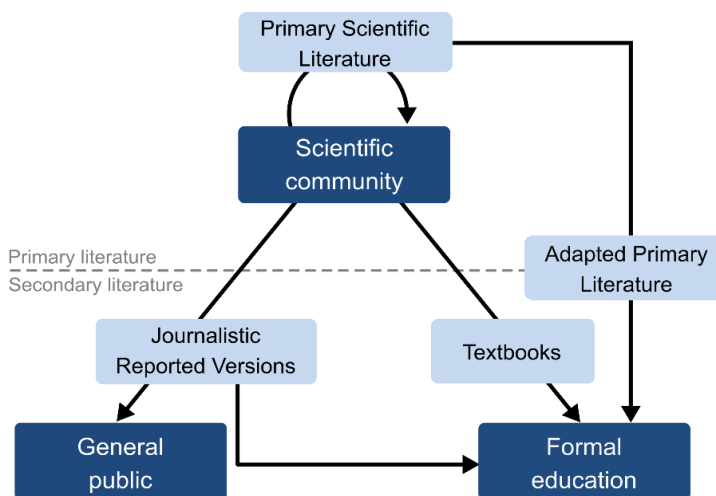 Primary Scientific
Literature
Scientific
community
Primary literature
Secondary literature
Adapted Primary
Literature
Journalistic
Reported Versions
Textbooks
General
public
Formal
education